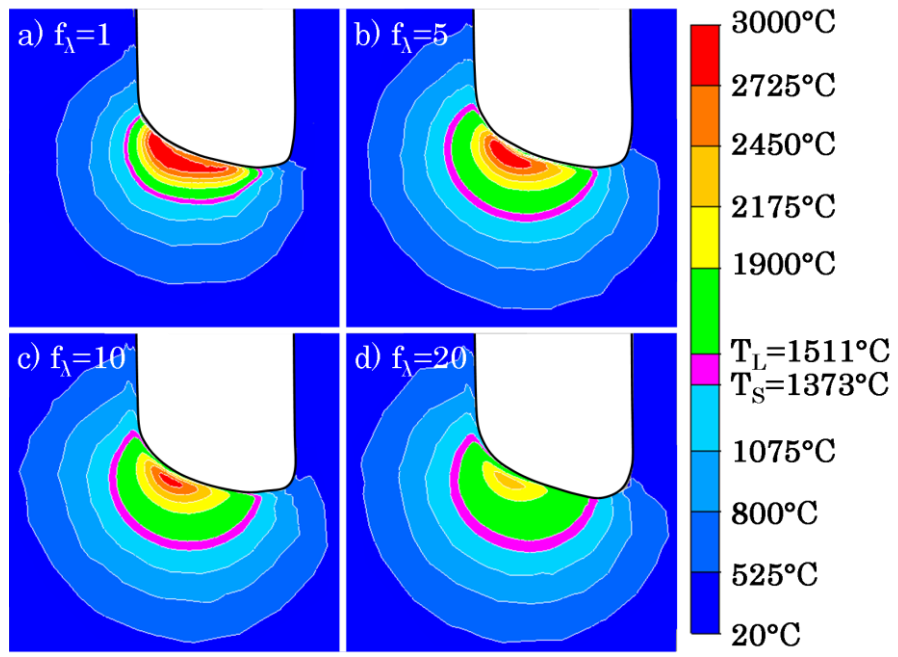 a) fλ=1
b) fλ=5
c) fλ=10
d) fλ=20
3000°C
2725°C
2450°C
2175°C
1900°C
TL=1511°C
TS=1373°C
1075°C
800°C
525°C
20°C